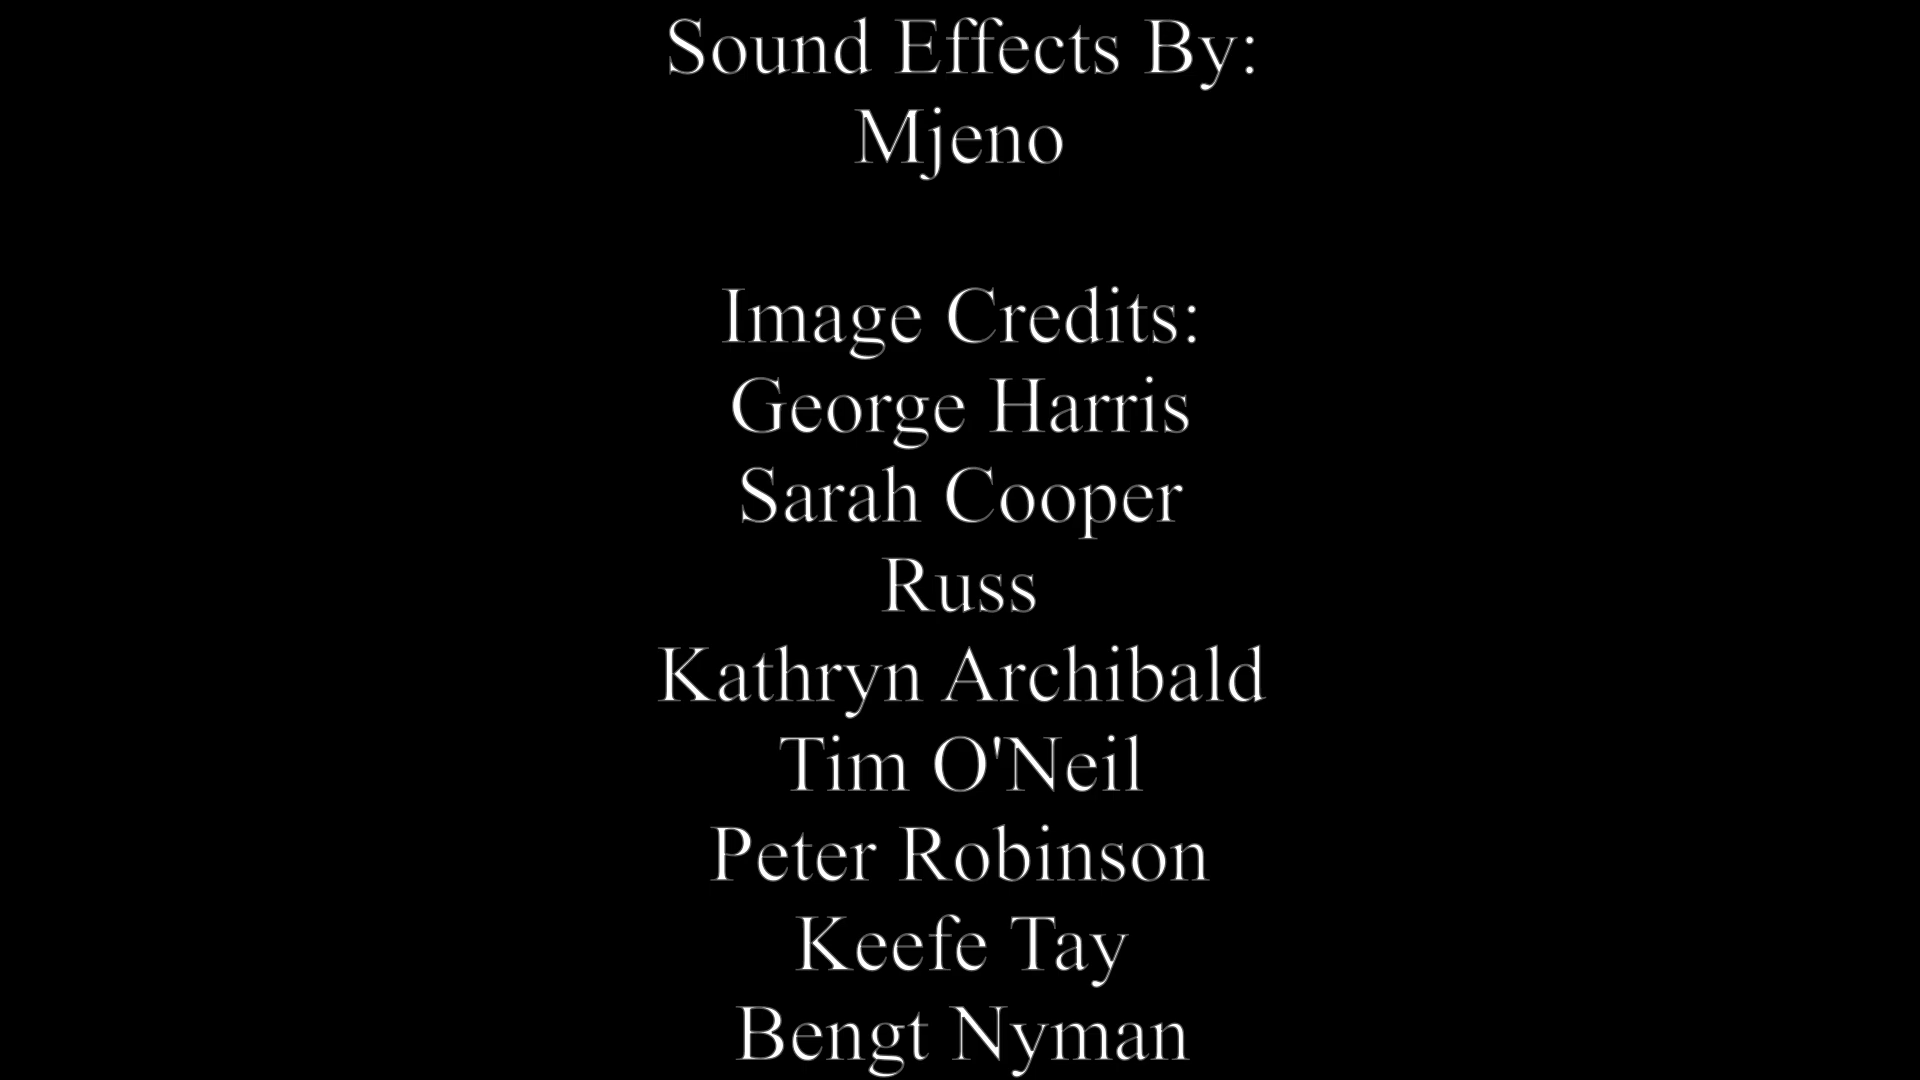 Sound Effects By:
Mjeno
Image Credits:
George Harris
Sarah Cooper
Russ
Kathryn Archibald
Tim O'Neil
Peter Robinson
Keefe Tay
Bengt Nyman